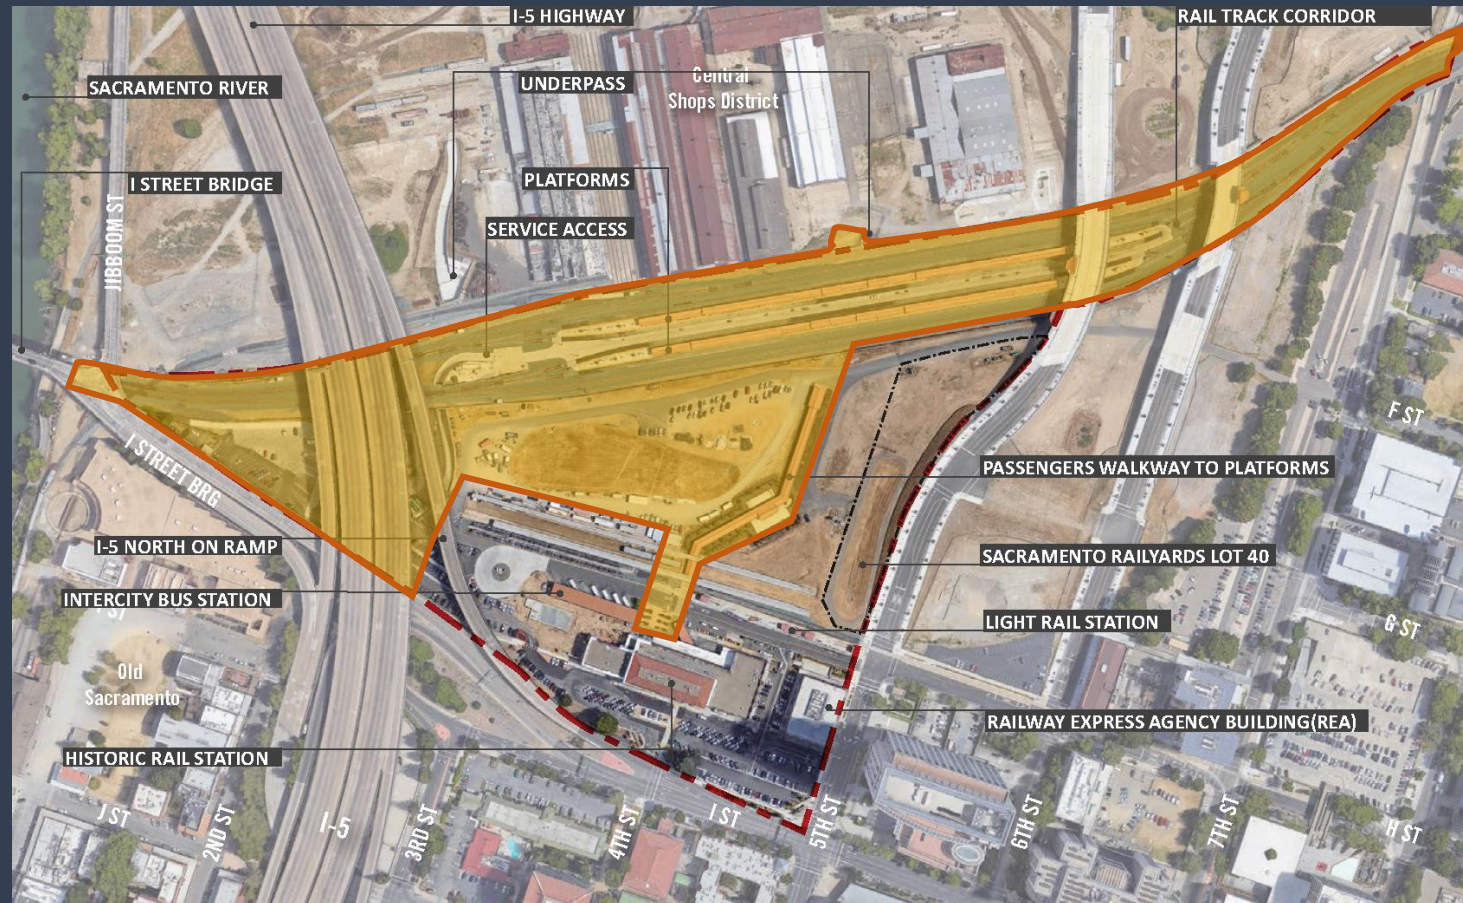 I-5 HIGHWAY
RAIL TRACK CORRIDOR
SACRAMENTO RIVER
UNDERPASS
Central
Shops District
I STREET BRIDGE
PLATFORMS
JIBBOOM ST
SERVICE ACCESS
F ST
I STREET BRG
PASSENGERS WALKWAY TO PLATFORMS
I-5 NORTH ON RAMP
SACRAMENTO RAILYARDS LOT 40
INTERCITY BUS STATION
ST
LIGHT RAIL STATION
G ST
Old
Sacramento
RAILWAY EXPRESS AGENCY BUILDING(REA)
HISTORIC RAIL STATION
J ST
2ND ST
I-5
3RD ST
4TH ST
I ST
5TH ST
6TH ST
7TH ST
H ST